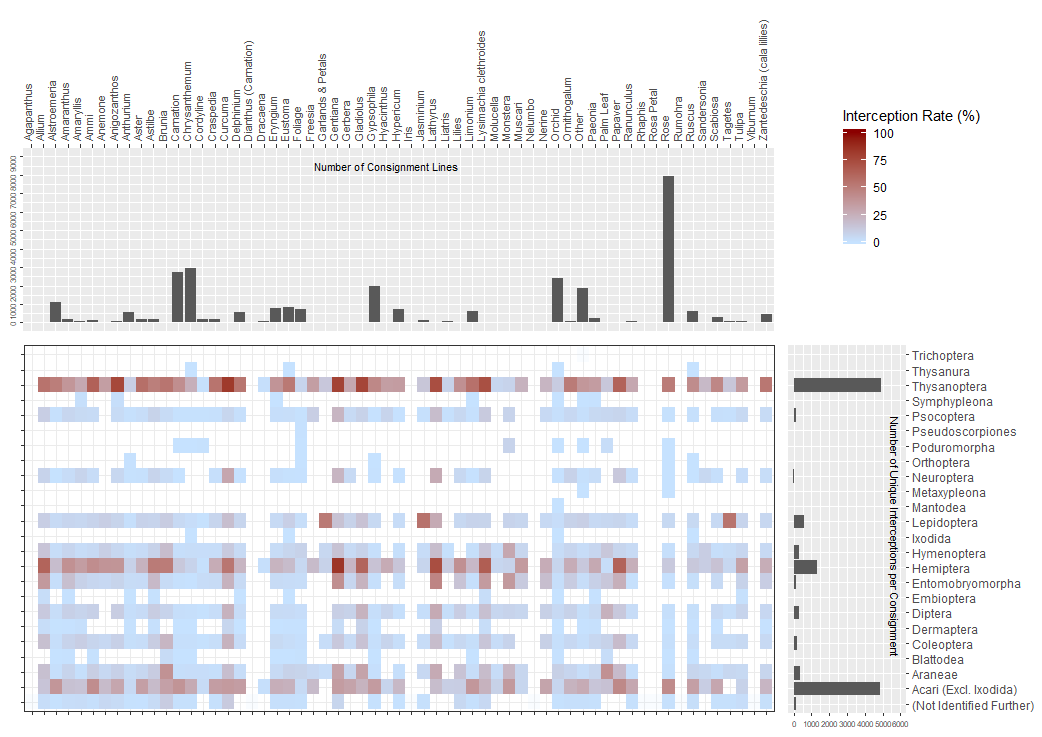 Agapanthus
Allium
Alstroemeria
Amaranthus
Amaryllis
Ammi
Anemone
Anigozanthos
Anthurium
Aster
Astilbe
Brunia
Carnation
Chrysanthemum
Cordyline
Craspedia
Curcuma
Delphinium
Dianthus (Carnation)
Dracaena
Eryngium
Eustoma
Foliage
Freesia
Garlands & Petals
Gentiana
Gerbera
Gladiolus
Gypsophila
Hyacinthus
Hypericum
Iris
Jasminium
Lathyrus
Liatris
Lilies
Limonium
Lysimachia clethroides
Molucella
Monstera
Muscari
Nelumbo
Nerine
Orchid
Ornithogalum
Other
Paeonia
Palm Leaf
Papaver
Ranunculus
Rhaphis
Rosa Petal
Rose
Rumohra
Ruscus
Sandersonia
Scabiosa
Tagetes
Tulipa
Viburnum
Zantedeschia (cala lillies)
Number of Consignment Lines
0 1000 2000 3000 4000 5000 6000 7000 8000 9000
Interception Rate (%)
100
75
50
25
0
Trichoptera
Thysanura
Thysanoptera
Symphypleona
Psocoptera
Pseudoscorpiones
Poduromorpha
Orthoptera
Neuroptera
Metaxypleona
Mantodea
Lepidoptera
Ixodida
Hymenoptera
Hemiptera
Entomobryomorpha
Embioptera
Diptera
Dermaptera
Coleoptera
Blattodea
Araneae
Acari (Excl. Ixodida)
(Not Identified Further)
Number of Unique Interceptions per Consignment
0 1000 2000 3000 4000 5000 6000